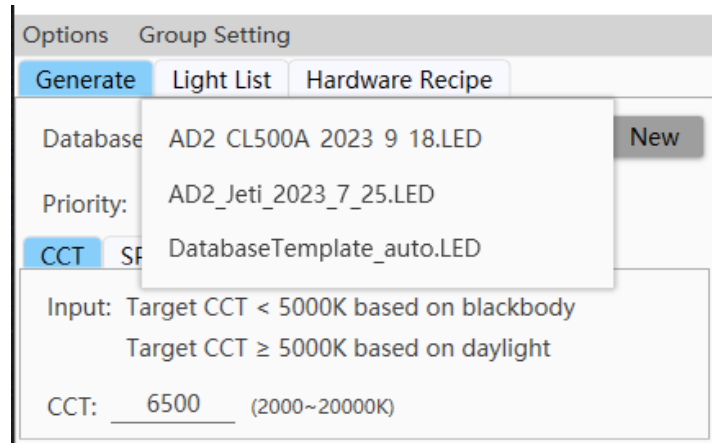 Options Group Setting
Generate Light List Hardware Recipe
Database New
AD2 CL500A 2023 9 18.LED
AD2_Jeti_2023_7_25.LED
Priority:
DatabaseTemplate_auto.LED
CCT
Input: Target CCT < 5000K based on blackbody
Target CCT ≥ 5000K based on daylight
CCT: 6500 (2000~20000K)